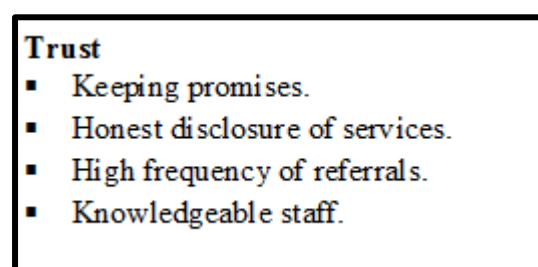 Trust
▪ Keeping promises.
▪ Honest disclosure of services.
▪ High frequency of referrals.
▪ Knowledgeable staff.